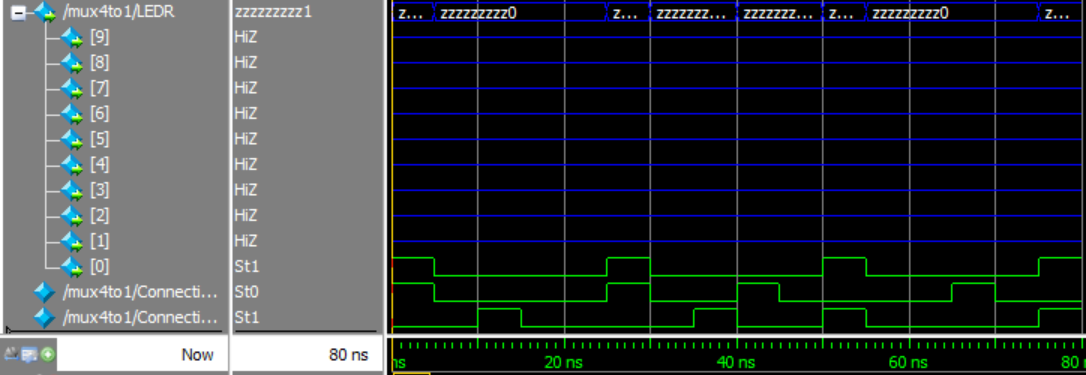 /mux4to1/LEDR zzzzzzzzz1 z... zzzzzzzzz0 z... zzzzzzz... zzzzzzz... z... zzzzzzzzz0 z...
[9] HiZ
[8] HiZ
[7] HiZ
[6] HiZ
[5] HiZ
[4] HiZ
[3] HiZ
[2] HiZ
[1] HiZ
[0] St1
/mux4to1/Connecti... St0
/mux4to1/Connecti... St1
Now 80 ns ns 20 ns 40 ns 60 ns 80